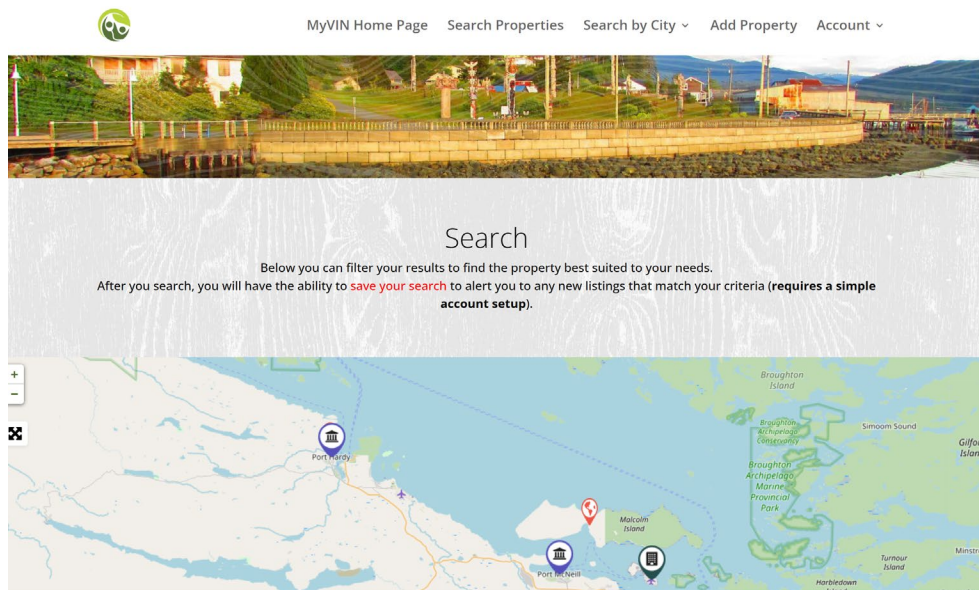 MyVIN Home Page Search Properties Search by City Add Property Account
Search
Below you can filter your results to find the property best suited to your needs.
After you search, you will have the ability to save your search to alert you to any new listings that match your criteria (requires a simple
account setup).
+
−
Broughton
Island
Broughton
Archipelago
Conservancy
Simoom Sound
Port Hardy
Broughton
Archipelago
Marine
Provincial
Park
Malcolm
Island
Port McNeill
Turnour
Island
Harbledown